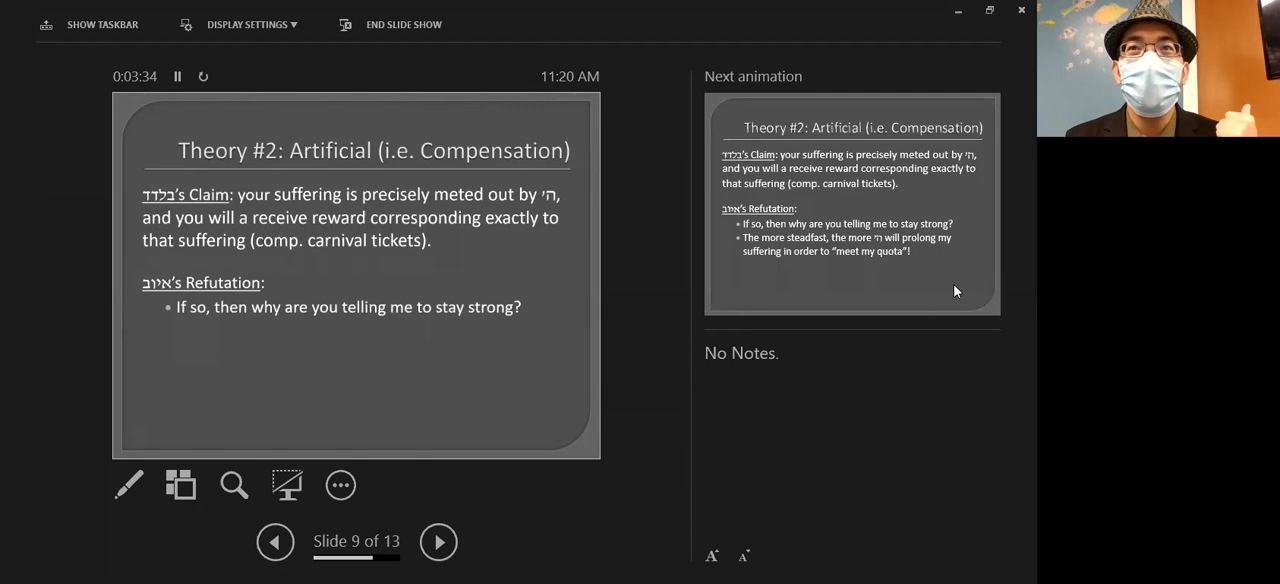 SHOW TASKBAR
DISPLAY SETTINGS ▼
END SLIDE SHOW
0:03:34
11:20 AM
Theory #2: Artificial (i.e. Compensation)
בלדד's Claim: your suffering is precisely meted out by ה',
and you will a receive reward corresponding exactly to
that suffering (comp. carnival tickets).
איוב's Refutation:
• If so, then why are you telling me to stay strong?
Slide 9 of 13
Next animation
Theory #2: Artificial (i.e. Compensation)
בלדד's Claim: your suffering is precisely meted out by ה',
and you will a receive reward corresponding exactly to
that suffering (comp. carnival tickets).
איוב's Refutation:
• If so, then why are you telling me to stay strong?
• The more steadfast, the more ה' will prolong my
suffering in order to “meet my quota”!
No Notes.
A A